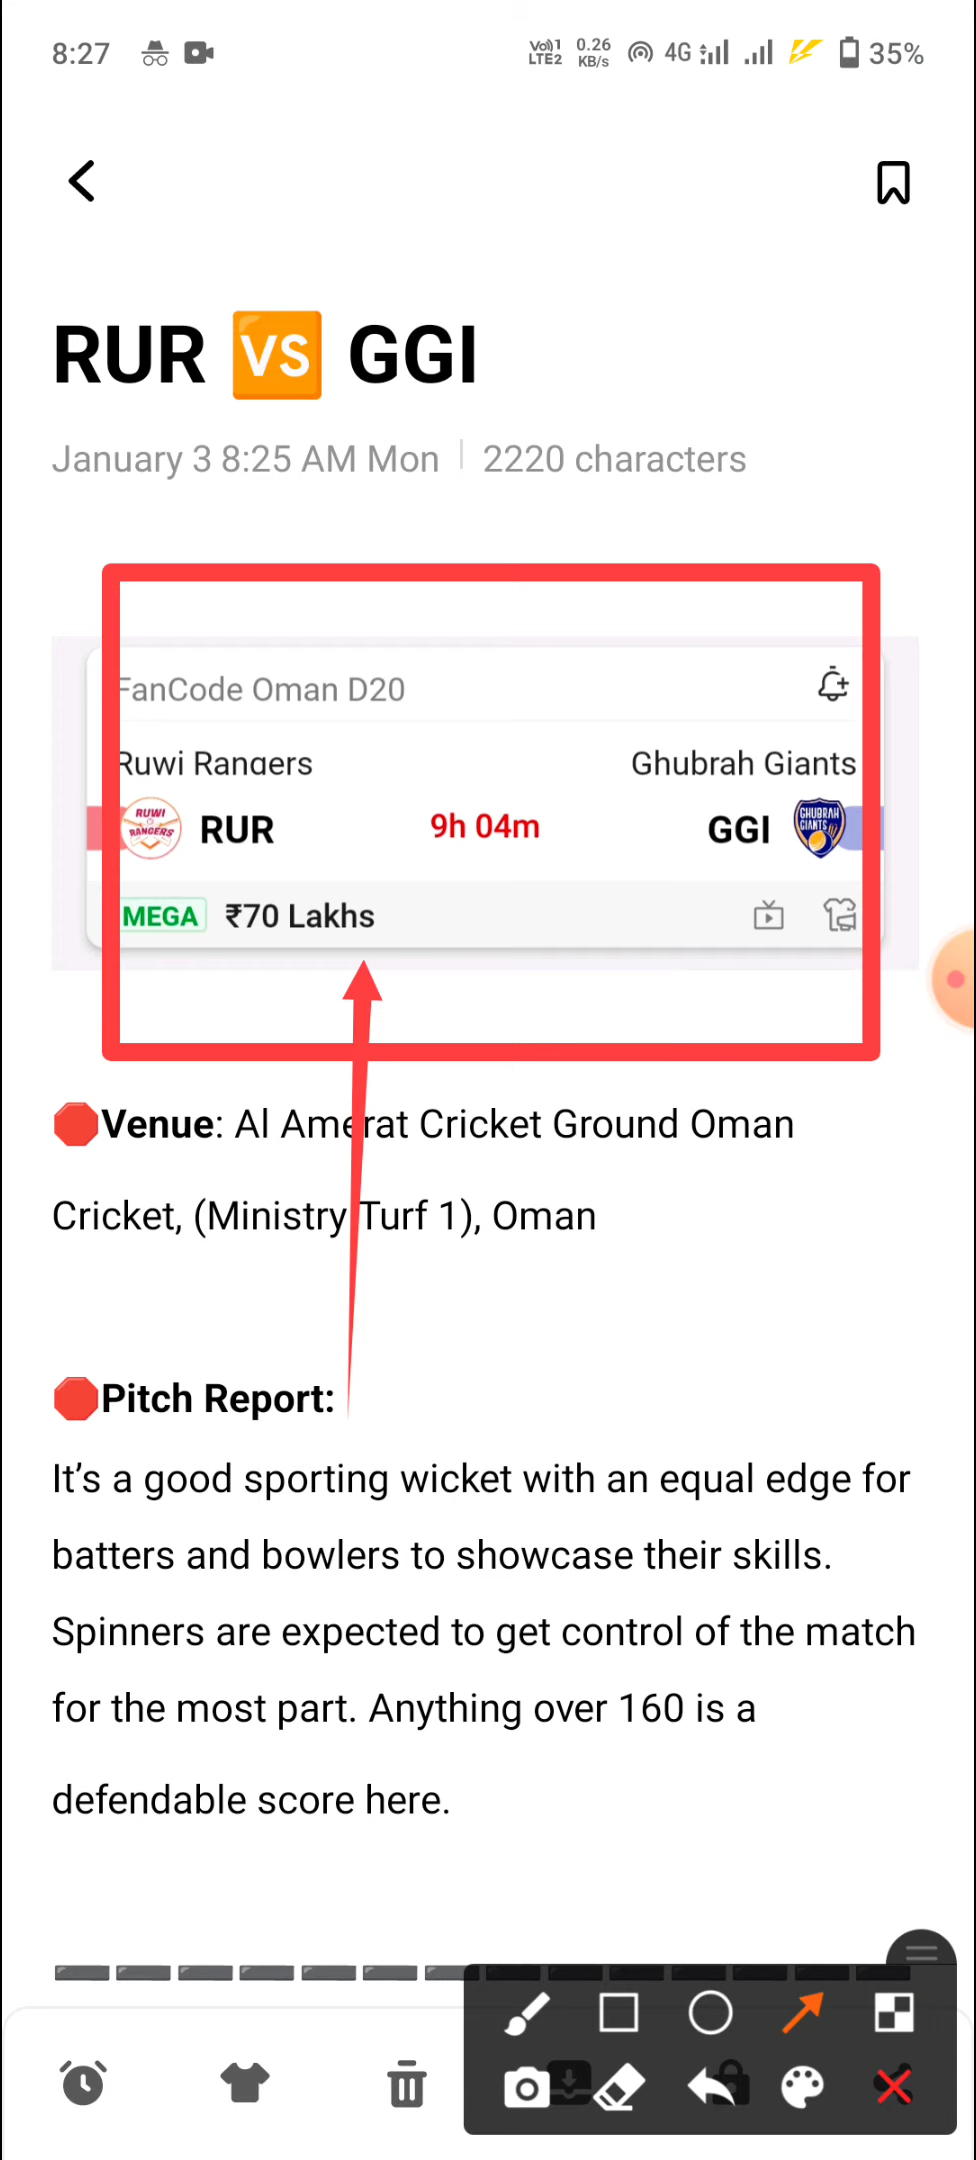 8:27 Vo)) 1 LTE2 0.26 KB/s 4G 35%
RUR VS GGI
January 3 8:25 AM Mon | 2220 characters
FanCode Oman D20
Ruwi Rangers Ghubrah Giants
RUWI RANGERS RUR 9h 04m GGI GHUBRAH GIANTS
MEGA ₹70 Lakhs
Venue: Al Amerat Cricket Ground Oman
Cricket, (Ministry Turf 1), Oman
Pitch Report:
It's a good sporting wicket with an equal edge for
batters and bowlers to showcase their skills.
Spinners are expected to get control of the match
for the most part. Anything over 160 is a
defendable score here.